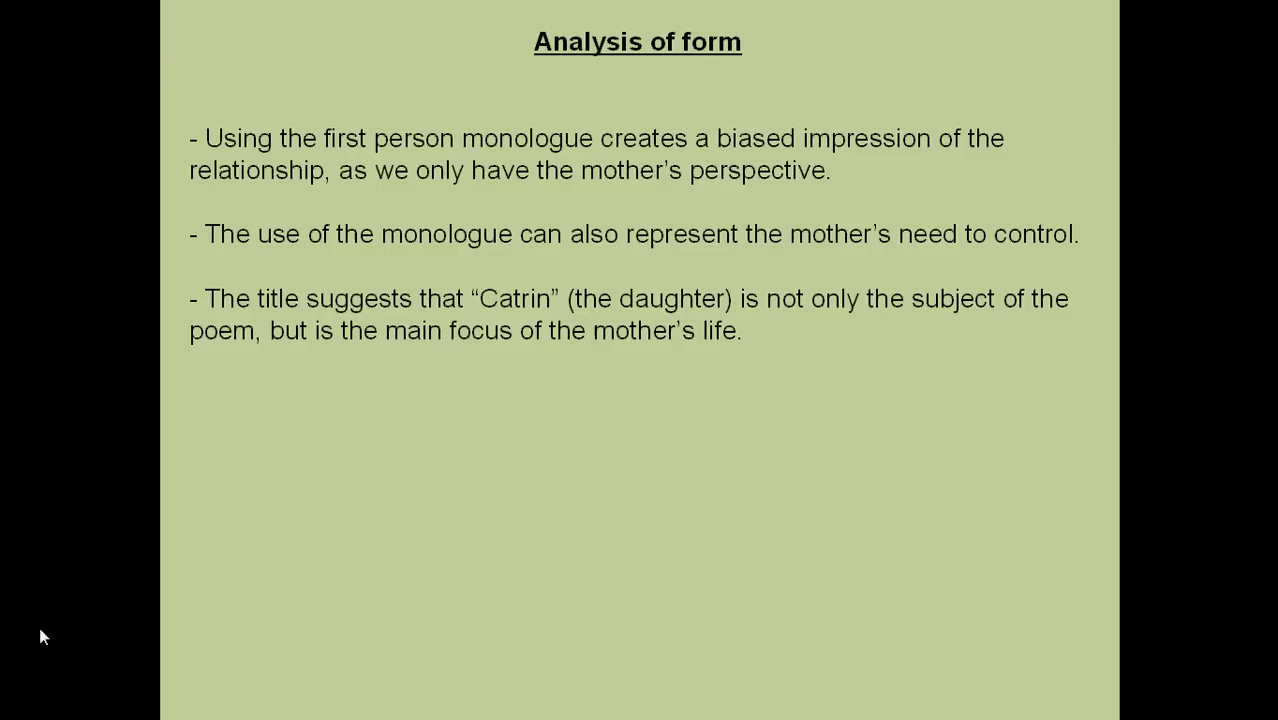 Analysis of form
- Using the first person monologue creates a biased impression of the
relationship, as we only have the mother’s perspective.
- The use of the monologue can also represent the mother’s need to control.
- The title suggests that “Catrin” (the daughter) is not only the subject of the
poem, but is the main focus of the mother’s life.